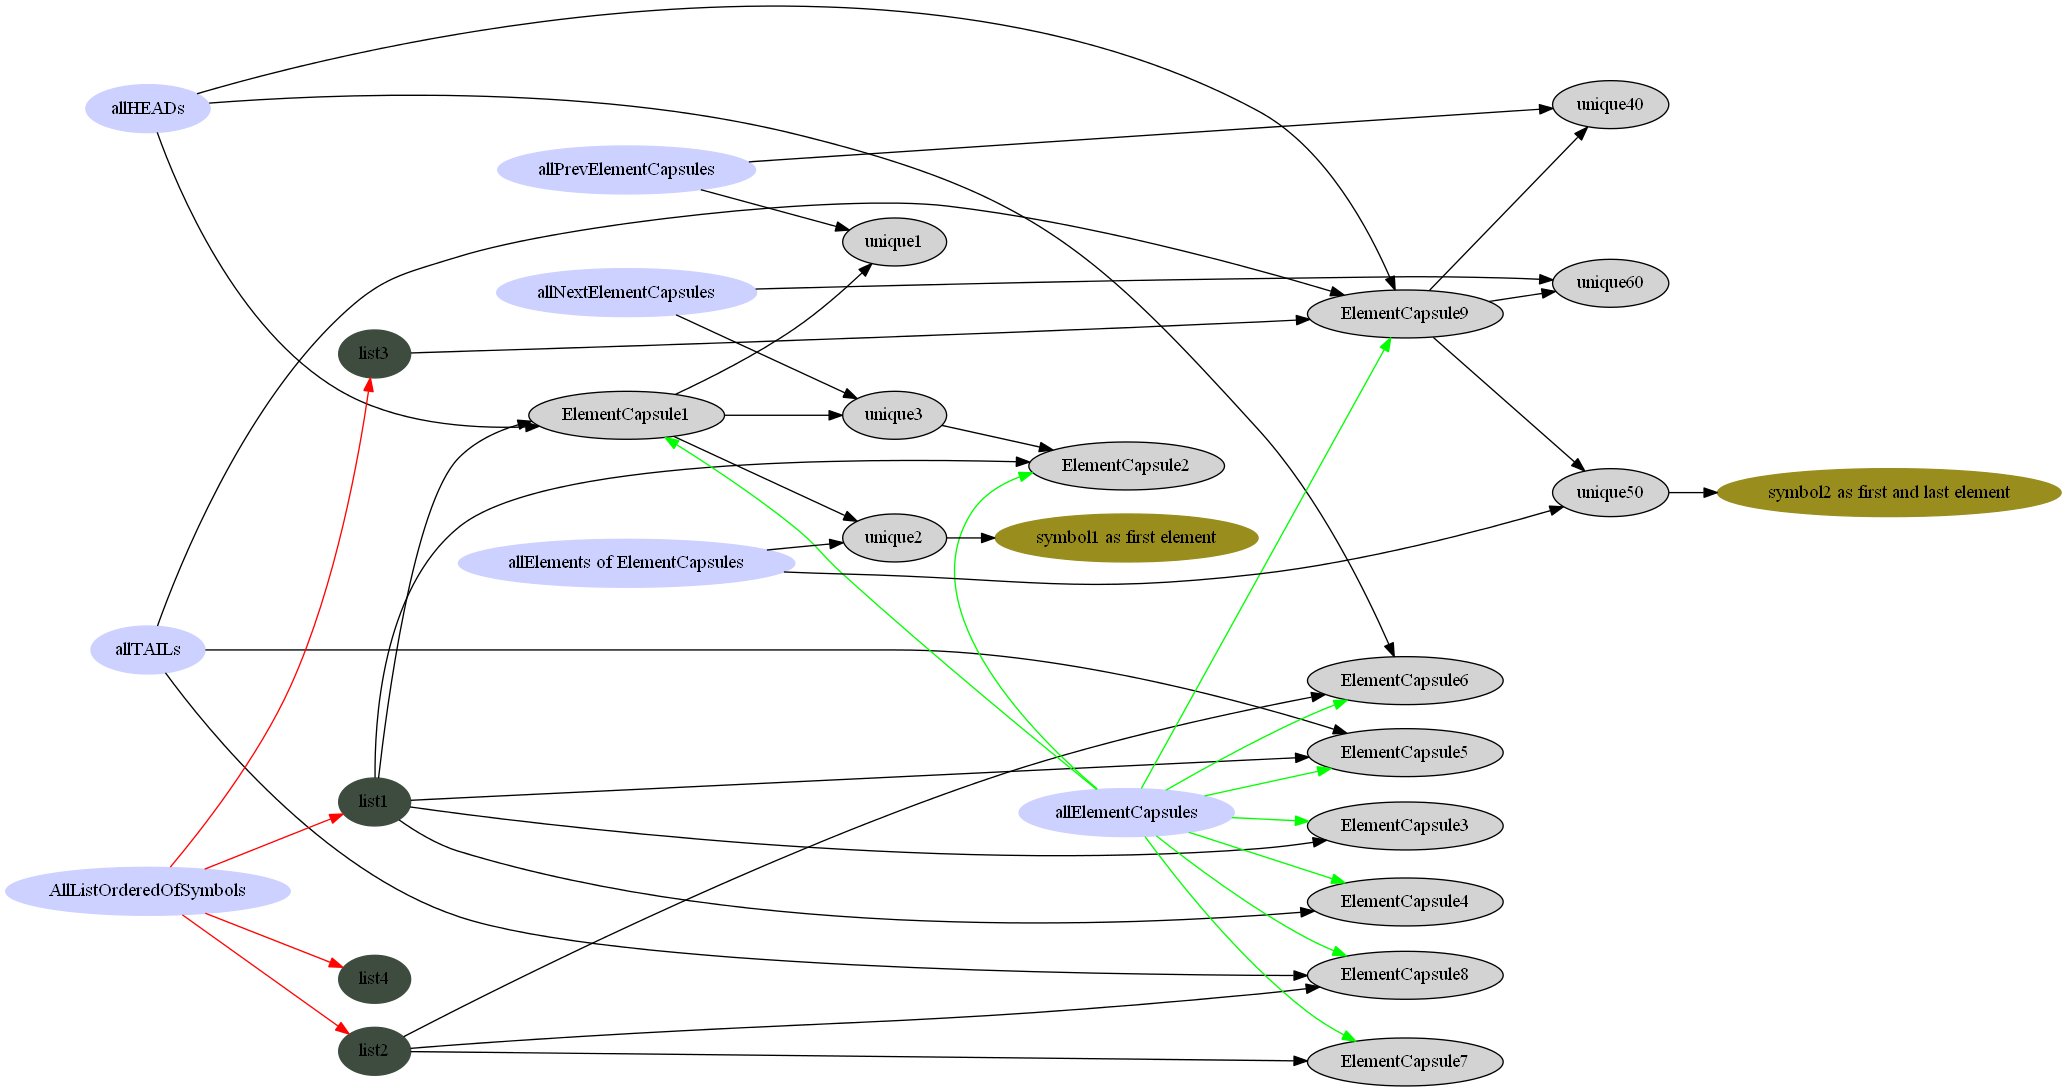 allHEADs
unique40
allPrevElementCapsules
unique1
allNextElementCapsules
unique60
ElementCapsule9
list3
ElementCapsule1
unique3
ElementCapsule2
unique50
symbol2 as first and last element
unique2
symbol1 as first element
allElements of ElementCapsules
allTAILs
ElementCapsule6
ElementCapsule5
list1
allElementCapsules
ElementCapsule3
AllListOrderedOfSymbols
ElementCapsule4
list4
ElementCapsule8
list2
ElementCapsule7